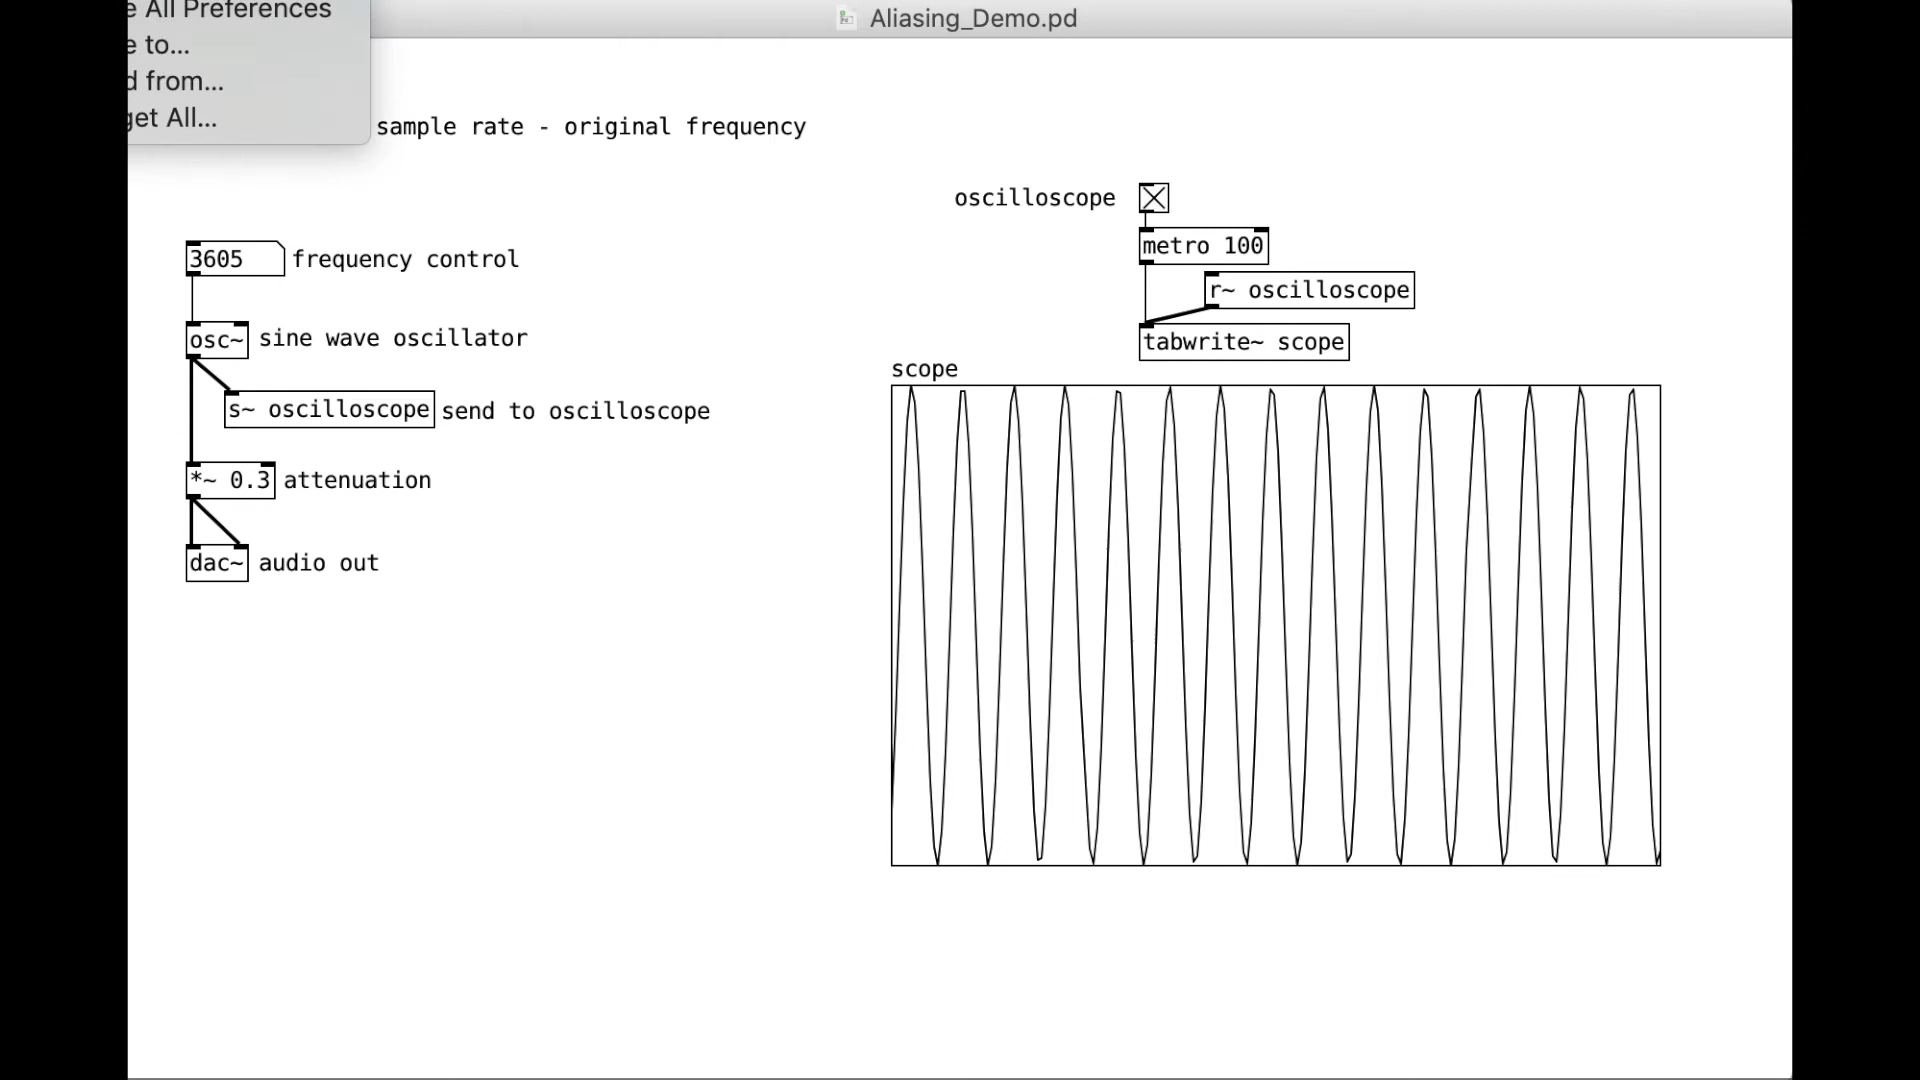 e All Preferences
e to...
d from...
get All...
Aliasing_Demo.pd
sample rate - original frequency
oscilloscope
metro 100
r~ oscilloscope
tabwrite~ scope
3605 frequency control
osc~ sine wave oscillator
s~ oscilloscope send to oscilloscope
*~ 0.3 attenuation
dac~ audio out
scope